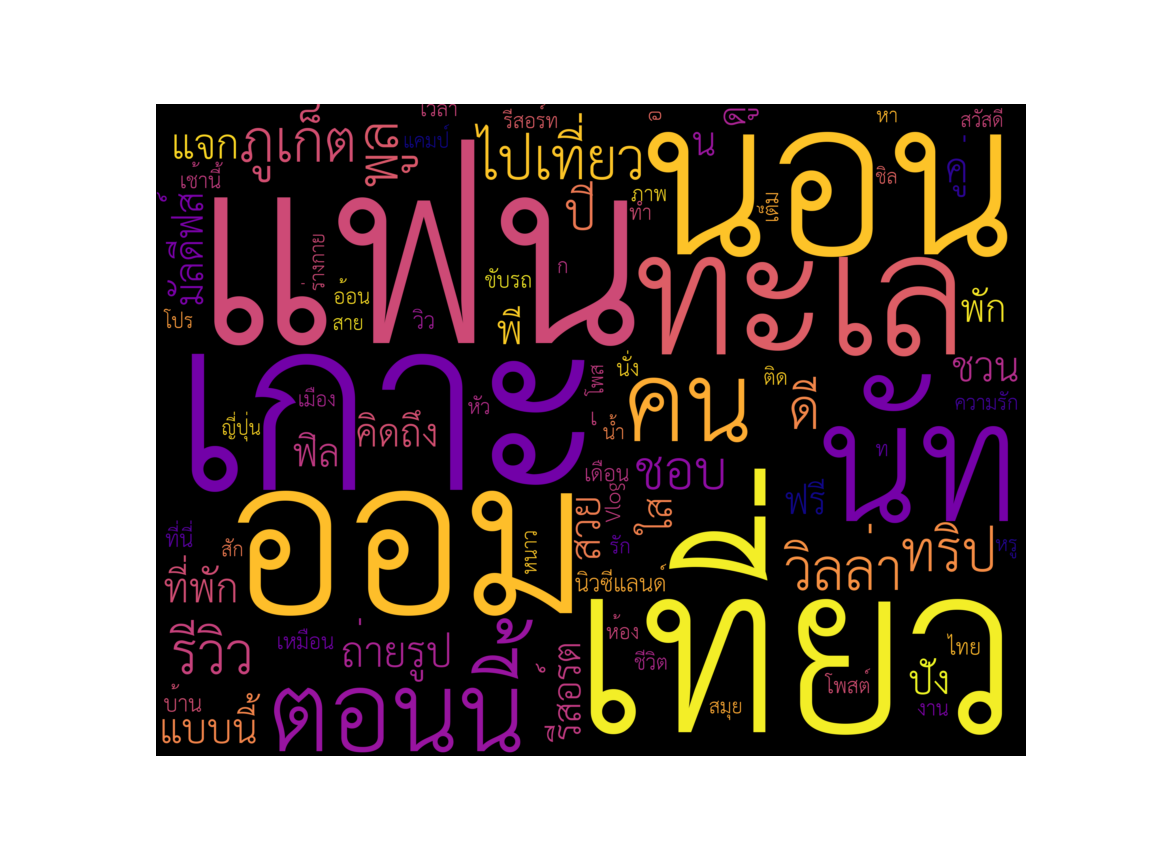 เวลา
รีสอร์ท
หา
สวัสดี
แจก
ภูเก็ต
พูล
แคมป์
ไปเที่ยว
น
นอน
คู่
เช้านี้
ชิล
มัลดีฟส์
แฟน
ปี
ภาพ
ทำ
เดิม
ร่างกาย
ก
ทะเล
ขับรถ
อ้อน
พัก
โปร
สาย
วิว
พี
เกาะ
โพส
นั่ง
คน
ติด
ดี
ชวน
เมือง
หัว
ความรัก
ญี่ปุ่น
ฟิล
คิดถึง
น้ำ
นัท
ท
เดือน
ชอบ
ฟรี
Vlog
ออม
สวย
ใส
เที่ยว
ที่นี่
สัก
หนาว
รัก
วิลล่า
ทริป
หรู
ที่พัก
นิวซีแลนด์
รีวิว
เหมือน
ถ่ายรูป
ห้อง
ไทย
รีสอร์ต
ชีวิต
โพสต์
ปัง
บ้าน
แบบนี้
ตอนนี้
สมุย
งาน